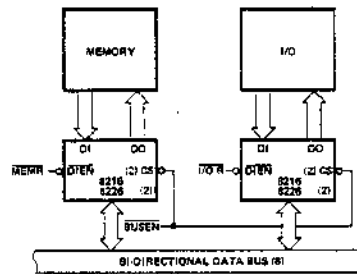 MEMORY
I/O
DI DO
DI DO
MEMR DIEN (2) CS
8216
8226 (2)
I/O R DIEN (2) CS
8216
8226 (2)
BUSEN
BI-DIRECTIONAL DATA BUS (8)